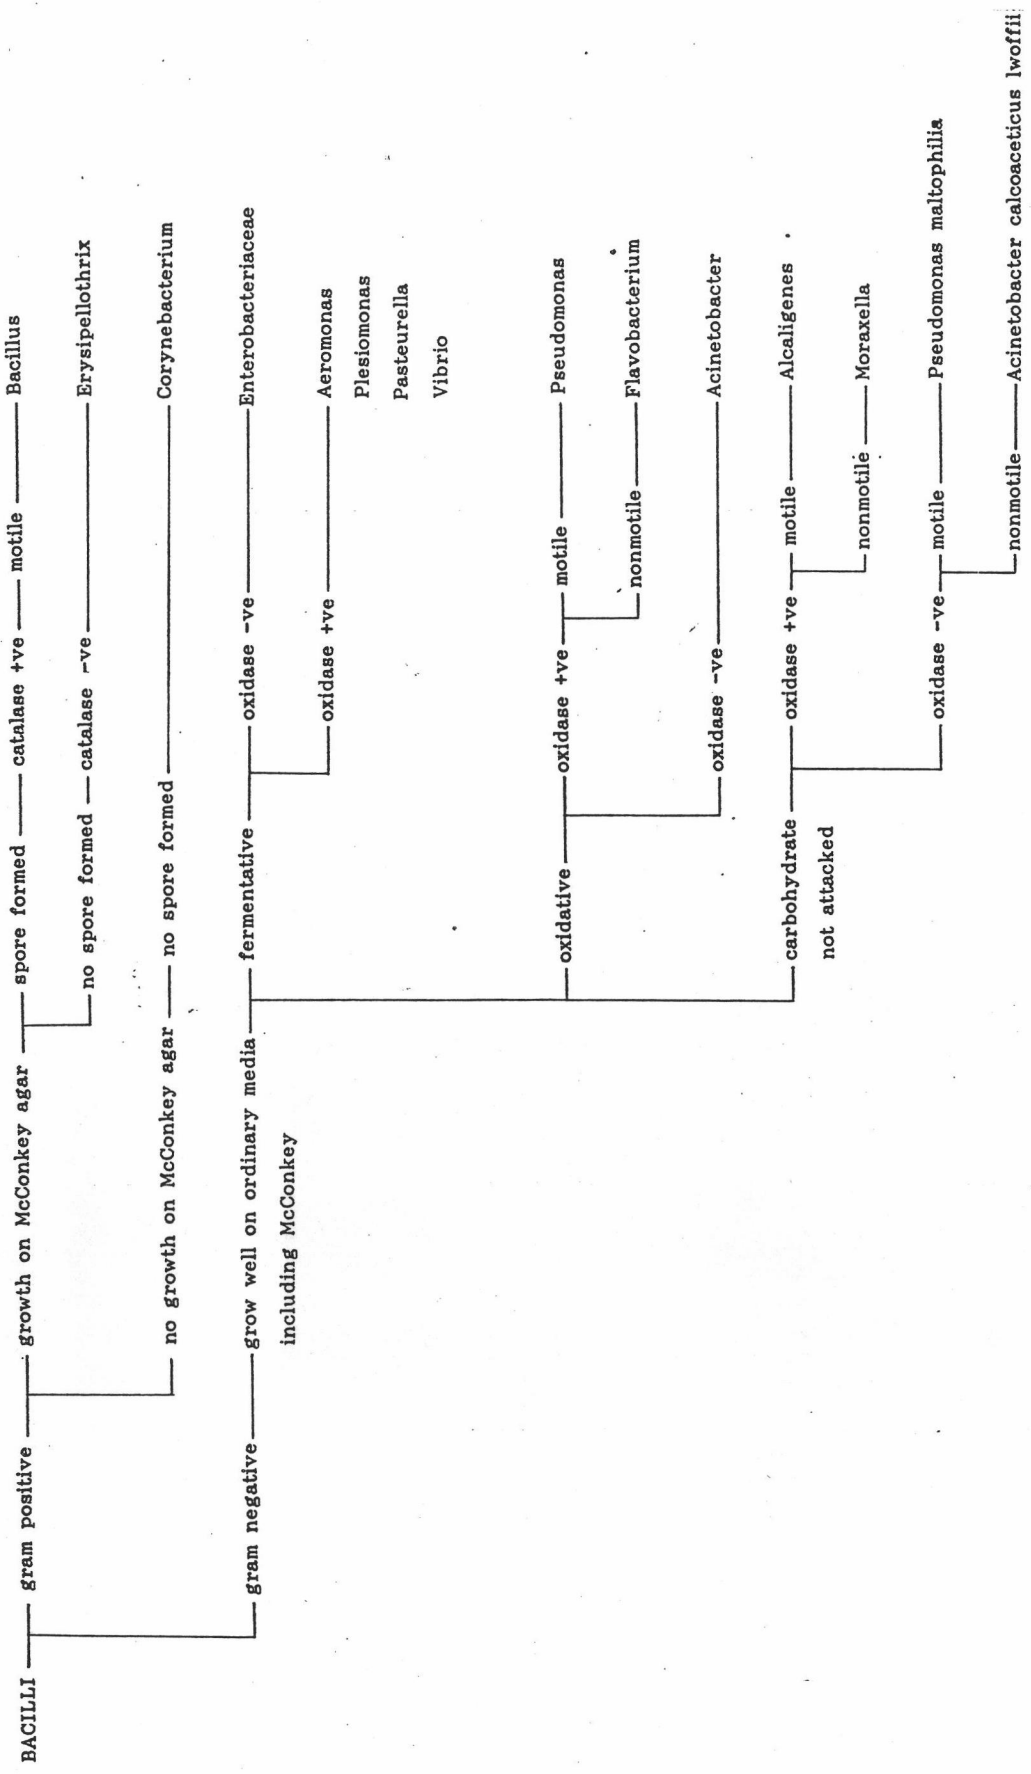 BACILLI gram positive growth on McConkey agar spore formed catalase +ve motile Bacillus
no spore formed catalase -ve Erysipellothrix
no growth on McConkey agar no spore formed Corynebacterium
gram negative grow well on ordinary media fermentative oxidase -ve Enterobacteriaceae
including McConkey
oxidase +ve Aeromonas
Plesiomonas
Pasteurella
Vibrio
oxidative oxidase +ve motile Pseudomonas
nonmotile Flavobacterium
oxidase -ve Acinetobacter
carbohydrate oxidase +ve motile Alcaligenes
not attacked
nonmotile Moraxella
oxidase -ve motile Pseudomonas maltophilia
nonmotile Acinetobacter calcoaceticus lwoffii